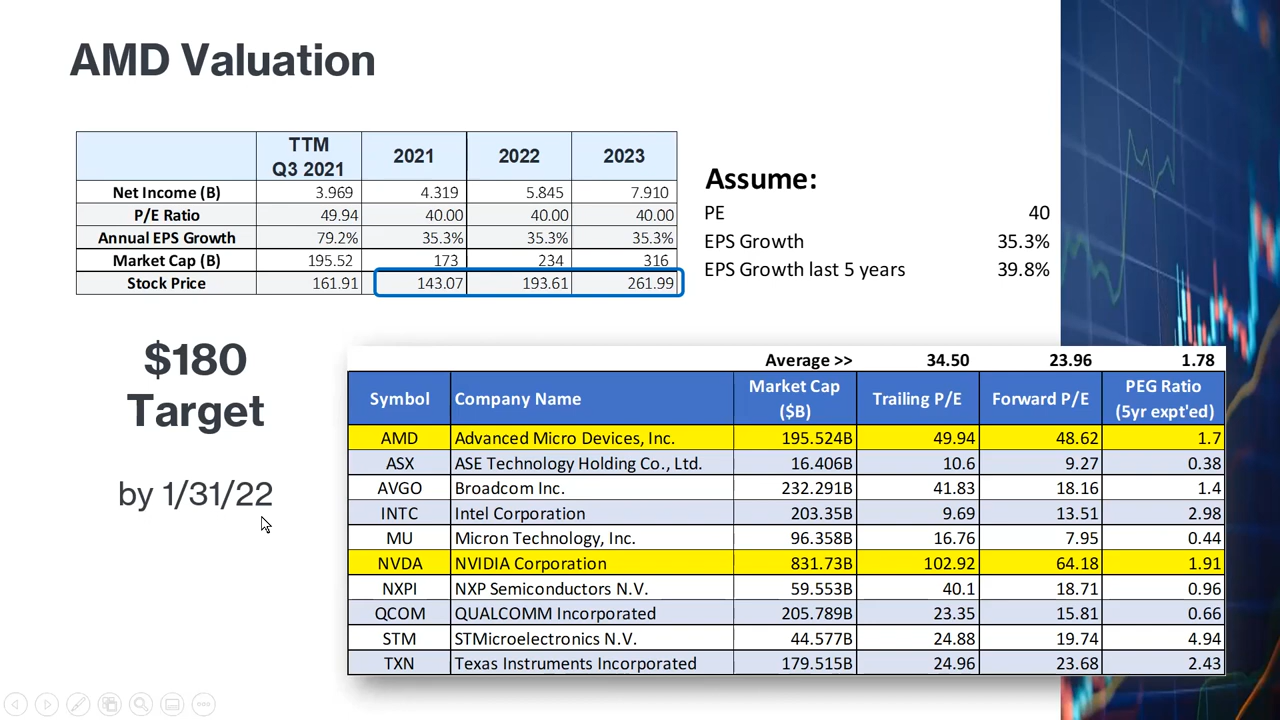 AMD Valuation
TTM
Q3 2021 2021 2022 2023
Net Income (B) 3.969 4.319 5.845 7.910
P/E Ratio 49.94 40.00 40.00 40.00
Annual EPS Growth 79.2% 35.3% 35.3% 35.3%
Market Cap (B) 195.52 173 234 316
Stock Price 161.91 143.07 193.61 261.99
Assume:
PE 40
EPS Growth 35.3%
EPS Growth last 5 years 39.8%
$180
Target
by 1/31/22
Average >> 34.50 23.96 1.78
Symbol Company Name Market Cap ($B) Trailing P/E Forward P/E PEG Ratio (5yr expt'ed)
AMD Advanced Micro Devices, Inc. 195.524B 49.94 48.62 1.7
ASX ASE Technology Holding Co., Ltd. 16.406B 10.6 9.27 0.38
AVGO Broadcom Inc. 232.291B 41.83 18.16 1.4
INTC Intel Corporation 203.35B 9.69 13.51 2.98
MU Micron Technology, Inc. 96.358B 16.76 7.95 0.44
NVDA NVIDIA Corporation 831.73B 102.92 64.18 1.91
NXPI NXP Semiconductors N.V. 59.553B 40.1 18.71 0.96
QCOM QUALCOMM Incorporated 205.789B 23.35 15.81 0.66
STM STMicroelectronics N.V. 44.577B 24.88 19.74 4.94
TXN Texas Instruments Incorporated 179.515B 24.96 23.68 2.43